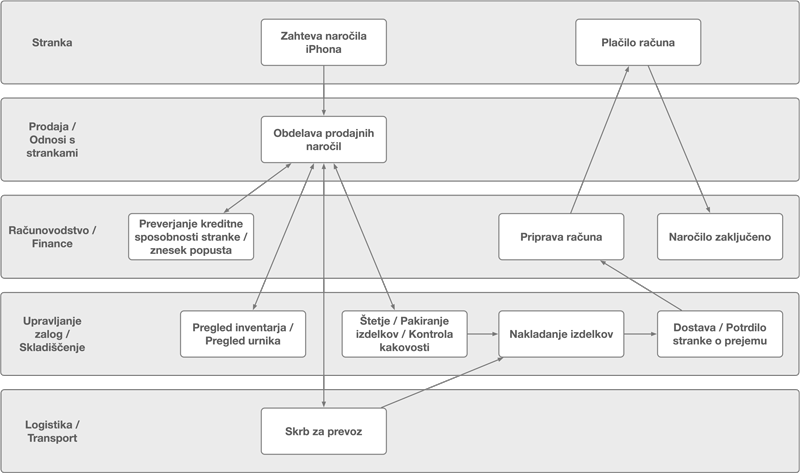 Stranka
Zahteva naročila
iPhona
Plačilo računa
Prodaja /
Odnosi s
strankami
Obdelava prodajnih
naročil
Računovodstvo /
Finance
Preverjanje kreditne
sposobnosti stranke /
znesek popusta
Priprava računa
Naročilo zaključeno
Upravljanje
zalog /
Skladiščenje
Pregled inventarja /
Pregled urnika
Štetje / Pakiranje
izdelkov / Kontrola
kakovosti
Nakladanje izdelkov
Dostava / Potrdilo
stranke o prejemu
Logistika /
Transport
Skrb za prevoz